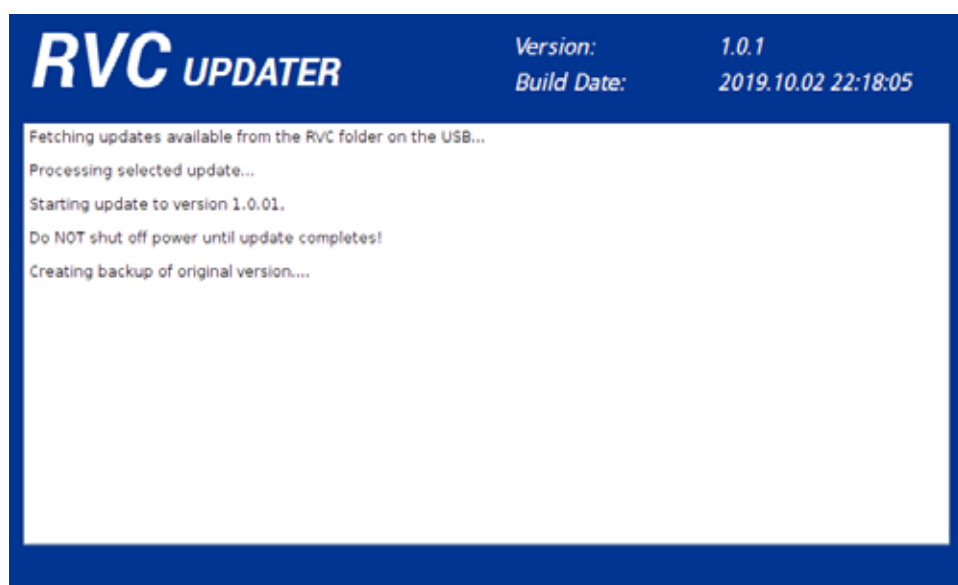 RVC UPDATER
Version: 1.0.1
Build Date: 2019.10.02 22:18:05
Fetching updates available from the RVC folder on the USB...
Processing selected update...
Starting update to version 1.0.01.
Do NOT shut off power until update completes!
Creating backup of original version....